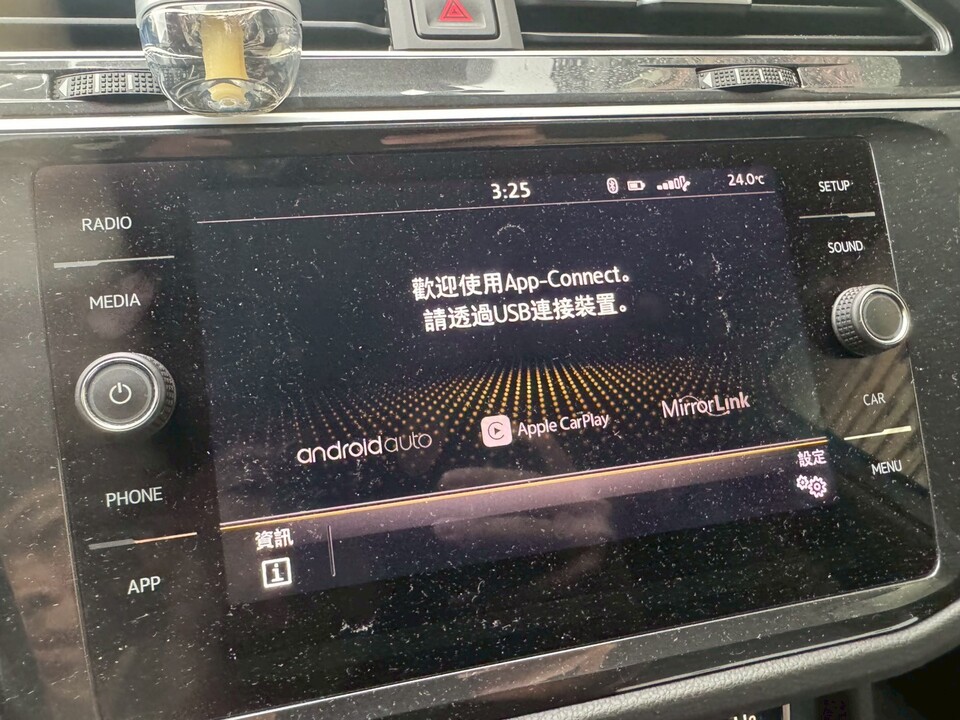 3:25
24.0°C
RADIO
MEDIA
PHONE
APP
歡迎使用App-Connect。
請透過USB連接裝置。
androidauto
Apple CarPlay
MirrorLink
設定
資訊
i
SETUP
SOUND
CAR
MENU